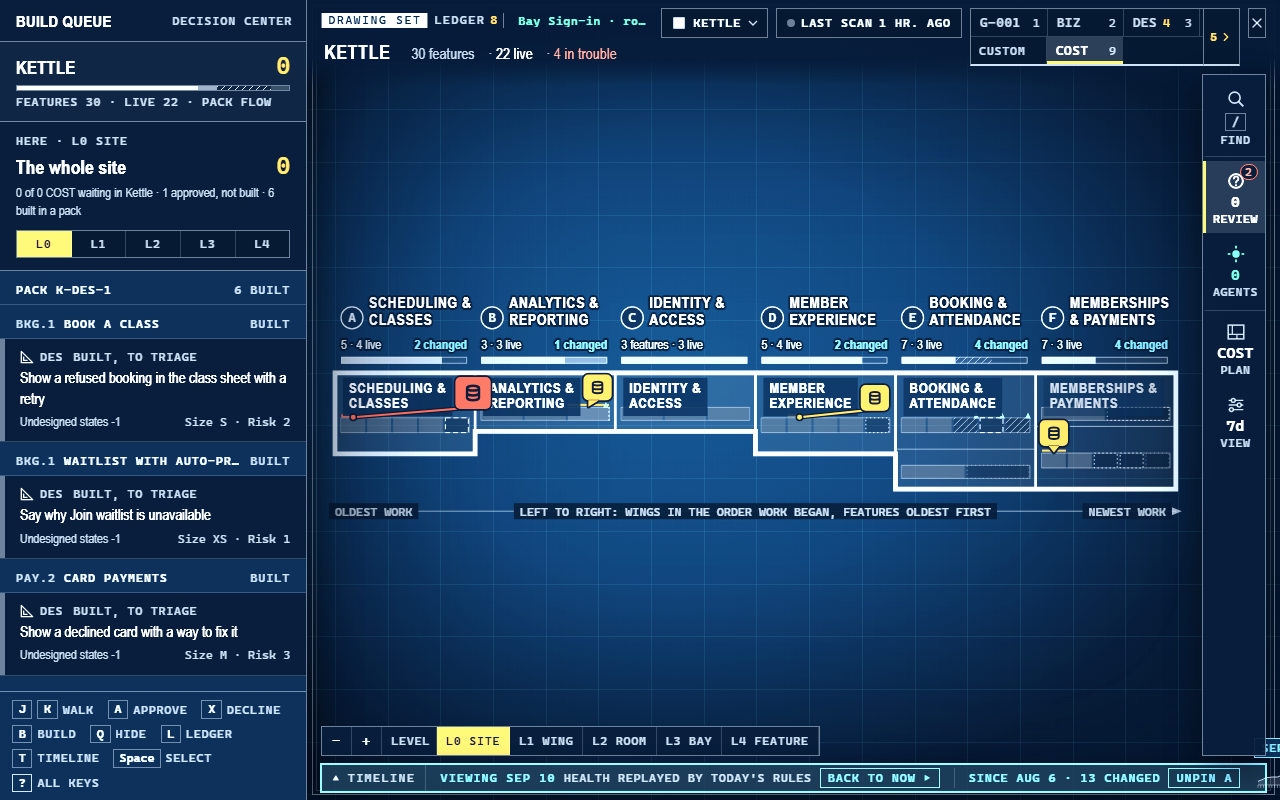 BUILD QUEUE DECISION CENTER
KETTLE 0
FEATURES 30 · LIVE 22 · PACK FLOW
HERE · L0 SITE
The whole site 0
0 of 0 COST waiting in Kettle · 1 approved, not built · 6
built in a pack
L0 L1 L2 L3 L4
PACK K-DES-1 6 BUILT
BKG.1 BOOK A CLASS BUILT
DES BUILT, TO TRIAGE
Show a refused booking in the class sheet with a
retry
Undesigned states -1 Size S · Risk 2
BKG.1 WAITLIST WITH AUTO-PR… BUILT
DES BUILT, TO TRIAGE
Say why Join waitlist is unavailable
Undesigned states -1 Size XS · Risk 1
PAY.2 CARD PAYMENTS BUILT
DES BUILT, TO TRIAGE
Show a declined card with a way to fix it
Undesigned states -1 Size M · Risk 3
J K WALK A APPROVE X DECLINE
B BUILD Q HIDE L LEDGER
T TIMELINE Space SELECT
? ALL KEYS
DRAWING SET LEDGER 8 Bay Sign-in · ro…
KETTLE
LAST SCAN 1 HR. AGO
G-001 1 BIZ 2 DES 4 3
CUSTOM COST 9
5 >
KETTLE 30 features · 22 live · 4 in trouble
/
FIND
2
0
REVIEW
0
AGENTS
COST
PLAN
7d
VIEW
A SCHEDULING & CLASSES
5 · 4 live 2 changed
B ANALYTICS & REPORTING
3 · 3 live 1 changed
C IDENTITY & ACCESS
3 features · 3 live
D MEMBER EXPERIENCE
5 · 4 live 2 changed
E BOOKING & ATTENDANCE
7 · 3 live 4 changed
F MEMBERSHIPS & PAYMENTS
7 · 3 live 4 changed
SCHEDULING &
CLASSES
ANALYTICS &
REPORTING
IDENTITY &
ACCESS
MEMBER
EXPERIENCE
BOOKING &
ATTENDANCE
MEMBERSHIPS &
PAYMENTS
OLDEST WORK LEFT TO RIGHT: WINGS IN THE ORDER WORK BEGAN, FEATURES OLDEST FIRST NEWEST WORK
− + LEVEL L0 SITE L1 WING L2 ROOM L3 BAY L4 FEATURE
TIMELINE VIEWING SEP 10 HEALTH REPLAYED BY TODAY'S RULES BACK TO NOW SINCE AUG 6 · 13 CHANGED UNPIN A